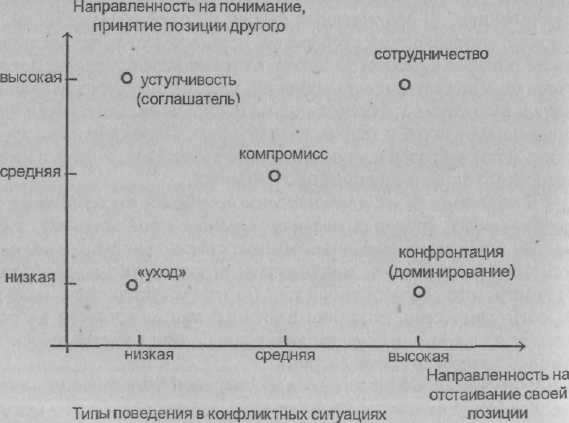 Направленность на понимание,
принятие позиции другого
сотрудничество
высокая
уступчивость
(соглашатель)
компромисс
средняя
конфронтация
(доминирование)
«уход»
низкая
низкая
средняя
высокая
Направленность на
отстаивание своей
позиции
Типы поведения в конфликтных ситуациях